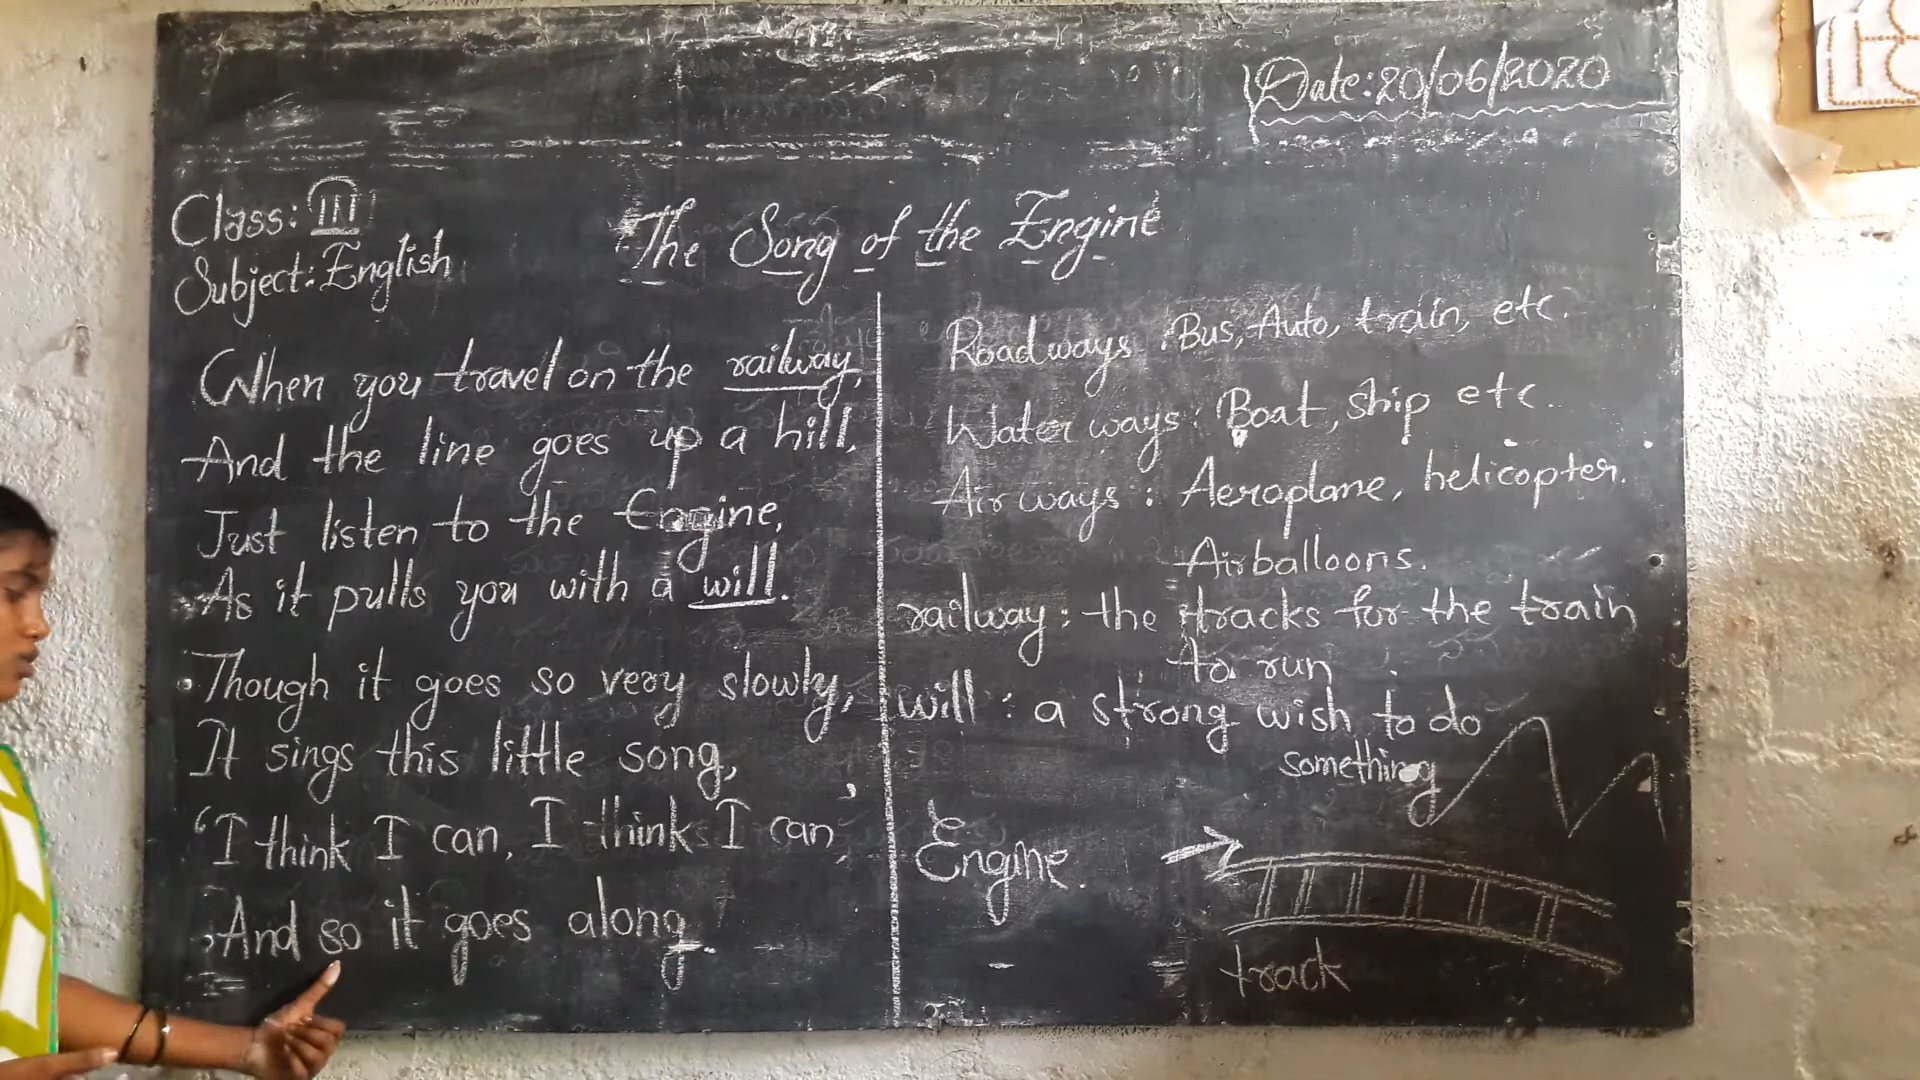 Date: 20/06/2020
Class: III
Subject: English
The Song of the Engine
When you travel on the railway,
And the line goes up a hill,
Just listen to the Engine,
As it pulls you with a will.
Though it goes so very slowly,
It sings this little song,
“I think I can, I think I can,”
And so it goes along.
Roadways : Bus, Auto, train, etc.
Water ways : Boat, ship etc.
Airways : Aeroplane, helicopter.
Airballoons.
railway : the tracks for the train
to run
will : a strong wish to do
something
Engine.
track